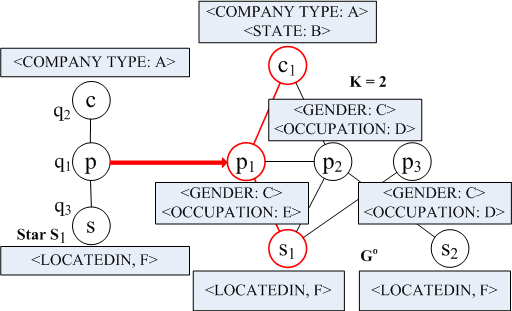 <COMPANY TYPE: A>
<STATE: B>
<COMPANY TYPE: A>
c1
K = 2
q2
c
<GENDER: C>
<OCCUPATION: D>
q1
p
p1
p2
p3
<GENDER: C>
<OCCUPATION: E>
<GENDER: C>
<OCCUPATION: D>
q3
s
Star S1
s1
Go
s2
<LOCATEDIN, F>
<LOCATEDIN, F>
<LOCATEDIN, F>